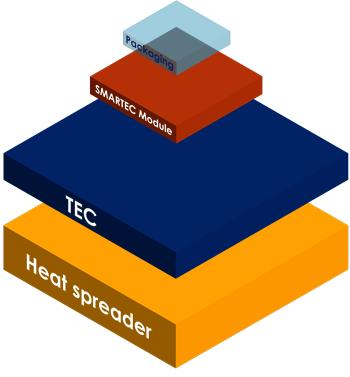 Packaging
SMARTEC Module
TEC
Heat spreader